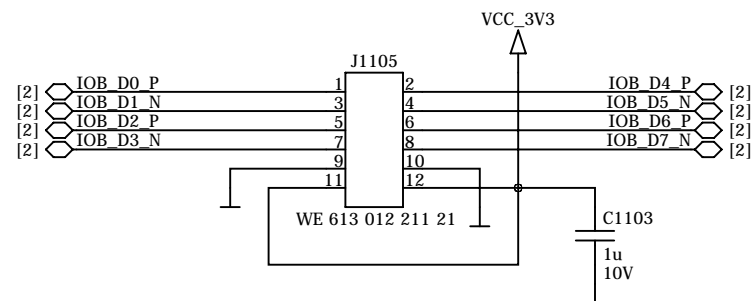 VCC_3V3
J1105
[2] IOB_D0_P 1 2 IOB_D4_P [2]
[2] IOB_D1_N 3 4 IOB_D5_N [2]
[2] IOB_D2_P 5 6 IOB_D6_P [2]
[2] IOB_D3_N 7 8 IOB_D7_N [2]
9 10
11 12
WE 613 012 211 21
C1103
1u
10V